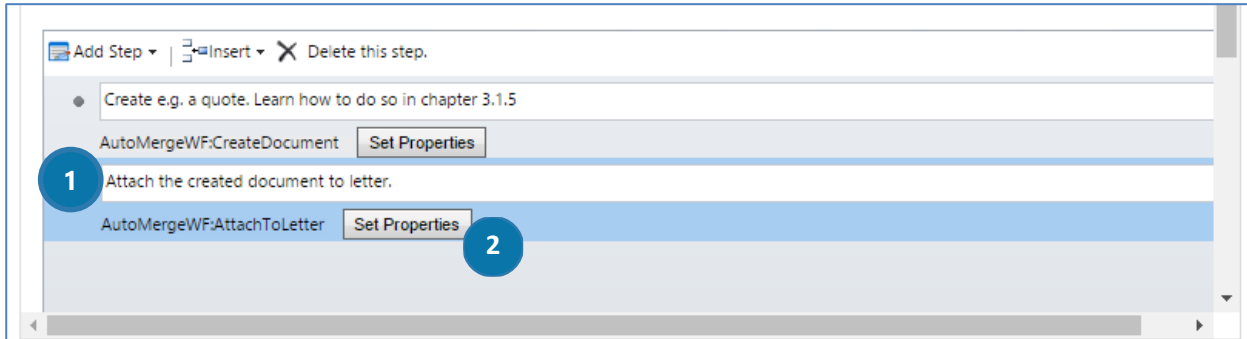 Add Step Insert Delete this step.
Create e.g. a quote. Learn how to do so in chapter 3.1.5
AutoMergeWF:CreateDocument Set Properties
1 Attach the created document to letter.
AutoMergeWF:AttachToLetter Set Properties
2